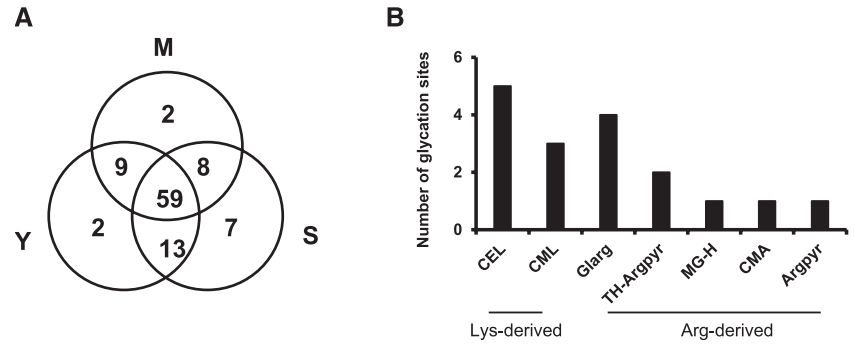 A
B
M
2
9
8
59
Y
2
7
S
13
Number of glycation sites
6
4
2
0
CEL
CML
Glarg
TH-Argpyr
MG-H
CMA
Argpyr
Lys-derived
Arg-derived